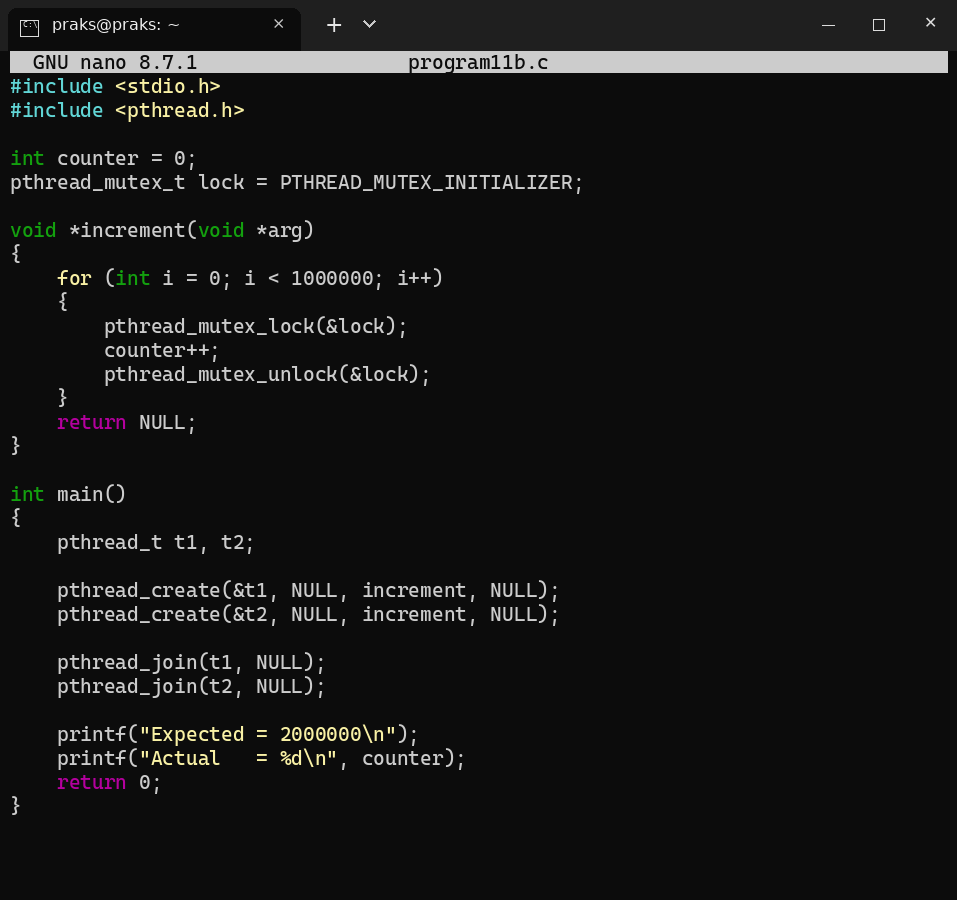 praks@praks: ~
GNU nano 8.7.1 program11b.c
#include <stdio.h>
#include <pthread.h>

int counter = 0;
pthread_mutex_t lock = PTHREAD_MUTEX_INITIALIZER;

void *increment(void *arg)
{
    for (int i = 0; i < 1000000; i++)
    {
        pthread_mutex_lock(&lock);
        counter++;
        pthread_mutex_unlock(&lock);
    }
    return NULL;
}

int main()
{
    pthread_t t1, t2;

    pthread_create(&t1, NULL, increment, NULL);
    pthread_create(&t2, NULL, increment, NULL);

    pthread_join(t1, NULL);
    pthread_join(t2, NULL);

    printf("Expected = 2000000\n");
    printf("Actual   = %d\n", counter);
    return 0;
}